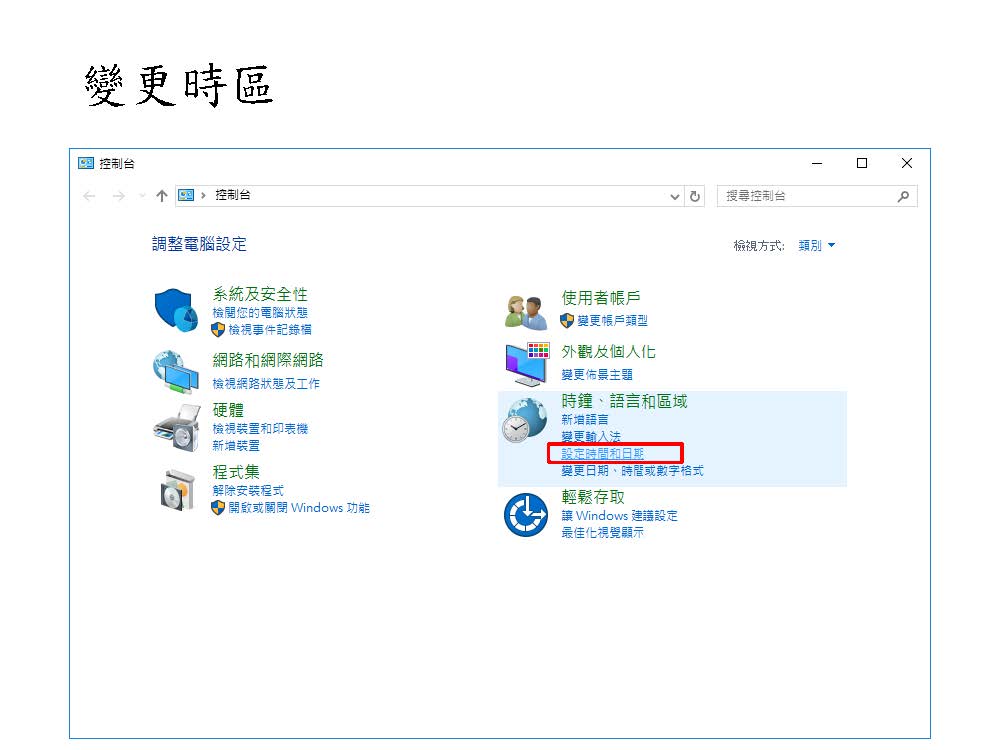 變更時區
控制台
控制台
搜尋控制台
調整電腦設定
檢視方式: 類別
系統及安全性
檢閱您的電腦狀態
檢視事件記錄檔
網路和網際網路
檢視網路狀態及工作
硬體
檢視裝置和印表機
新增裝置
程式集
解除安裝程式
開啟或關閉 Windows 功能
使用者帳戶
變更帳戶類型
外觀及個人化
變更佈景主題
時鐘、語言和區域
新增語言
變更輸入法
設定時間和日期
變更日期、時間或數字格式
輕鬆存取
讓 Windows 建議設定
最佳化視覺顯示